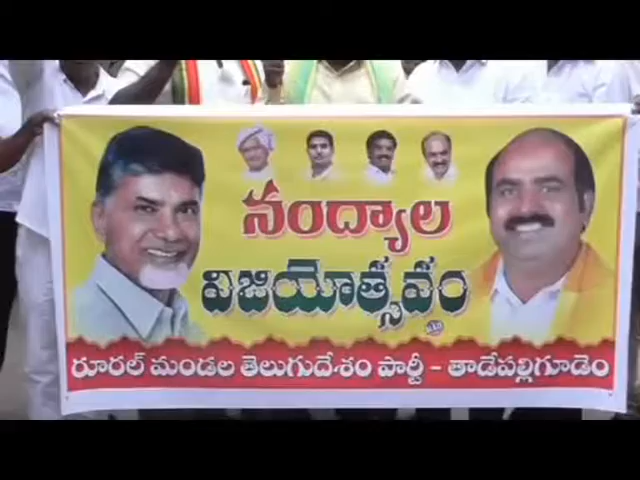 నంద్యాల
విజయోత్సవం
రూరల్ మండల తెలుగుదేశం పార్టీ - తాడేపల్లిగూడెం